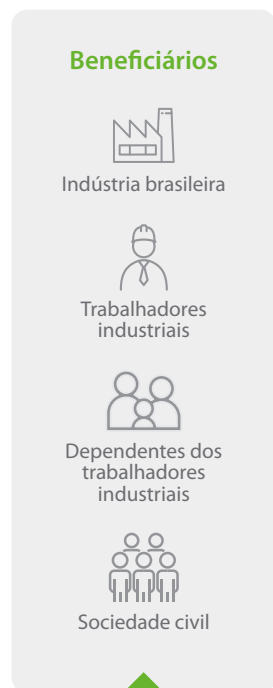 Beneficiários
Indústria brasileira
Trabalhadores
industriais
Dependentes dos
trabalhadores
industriais
Sociedade civil